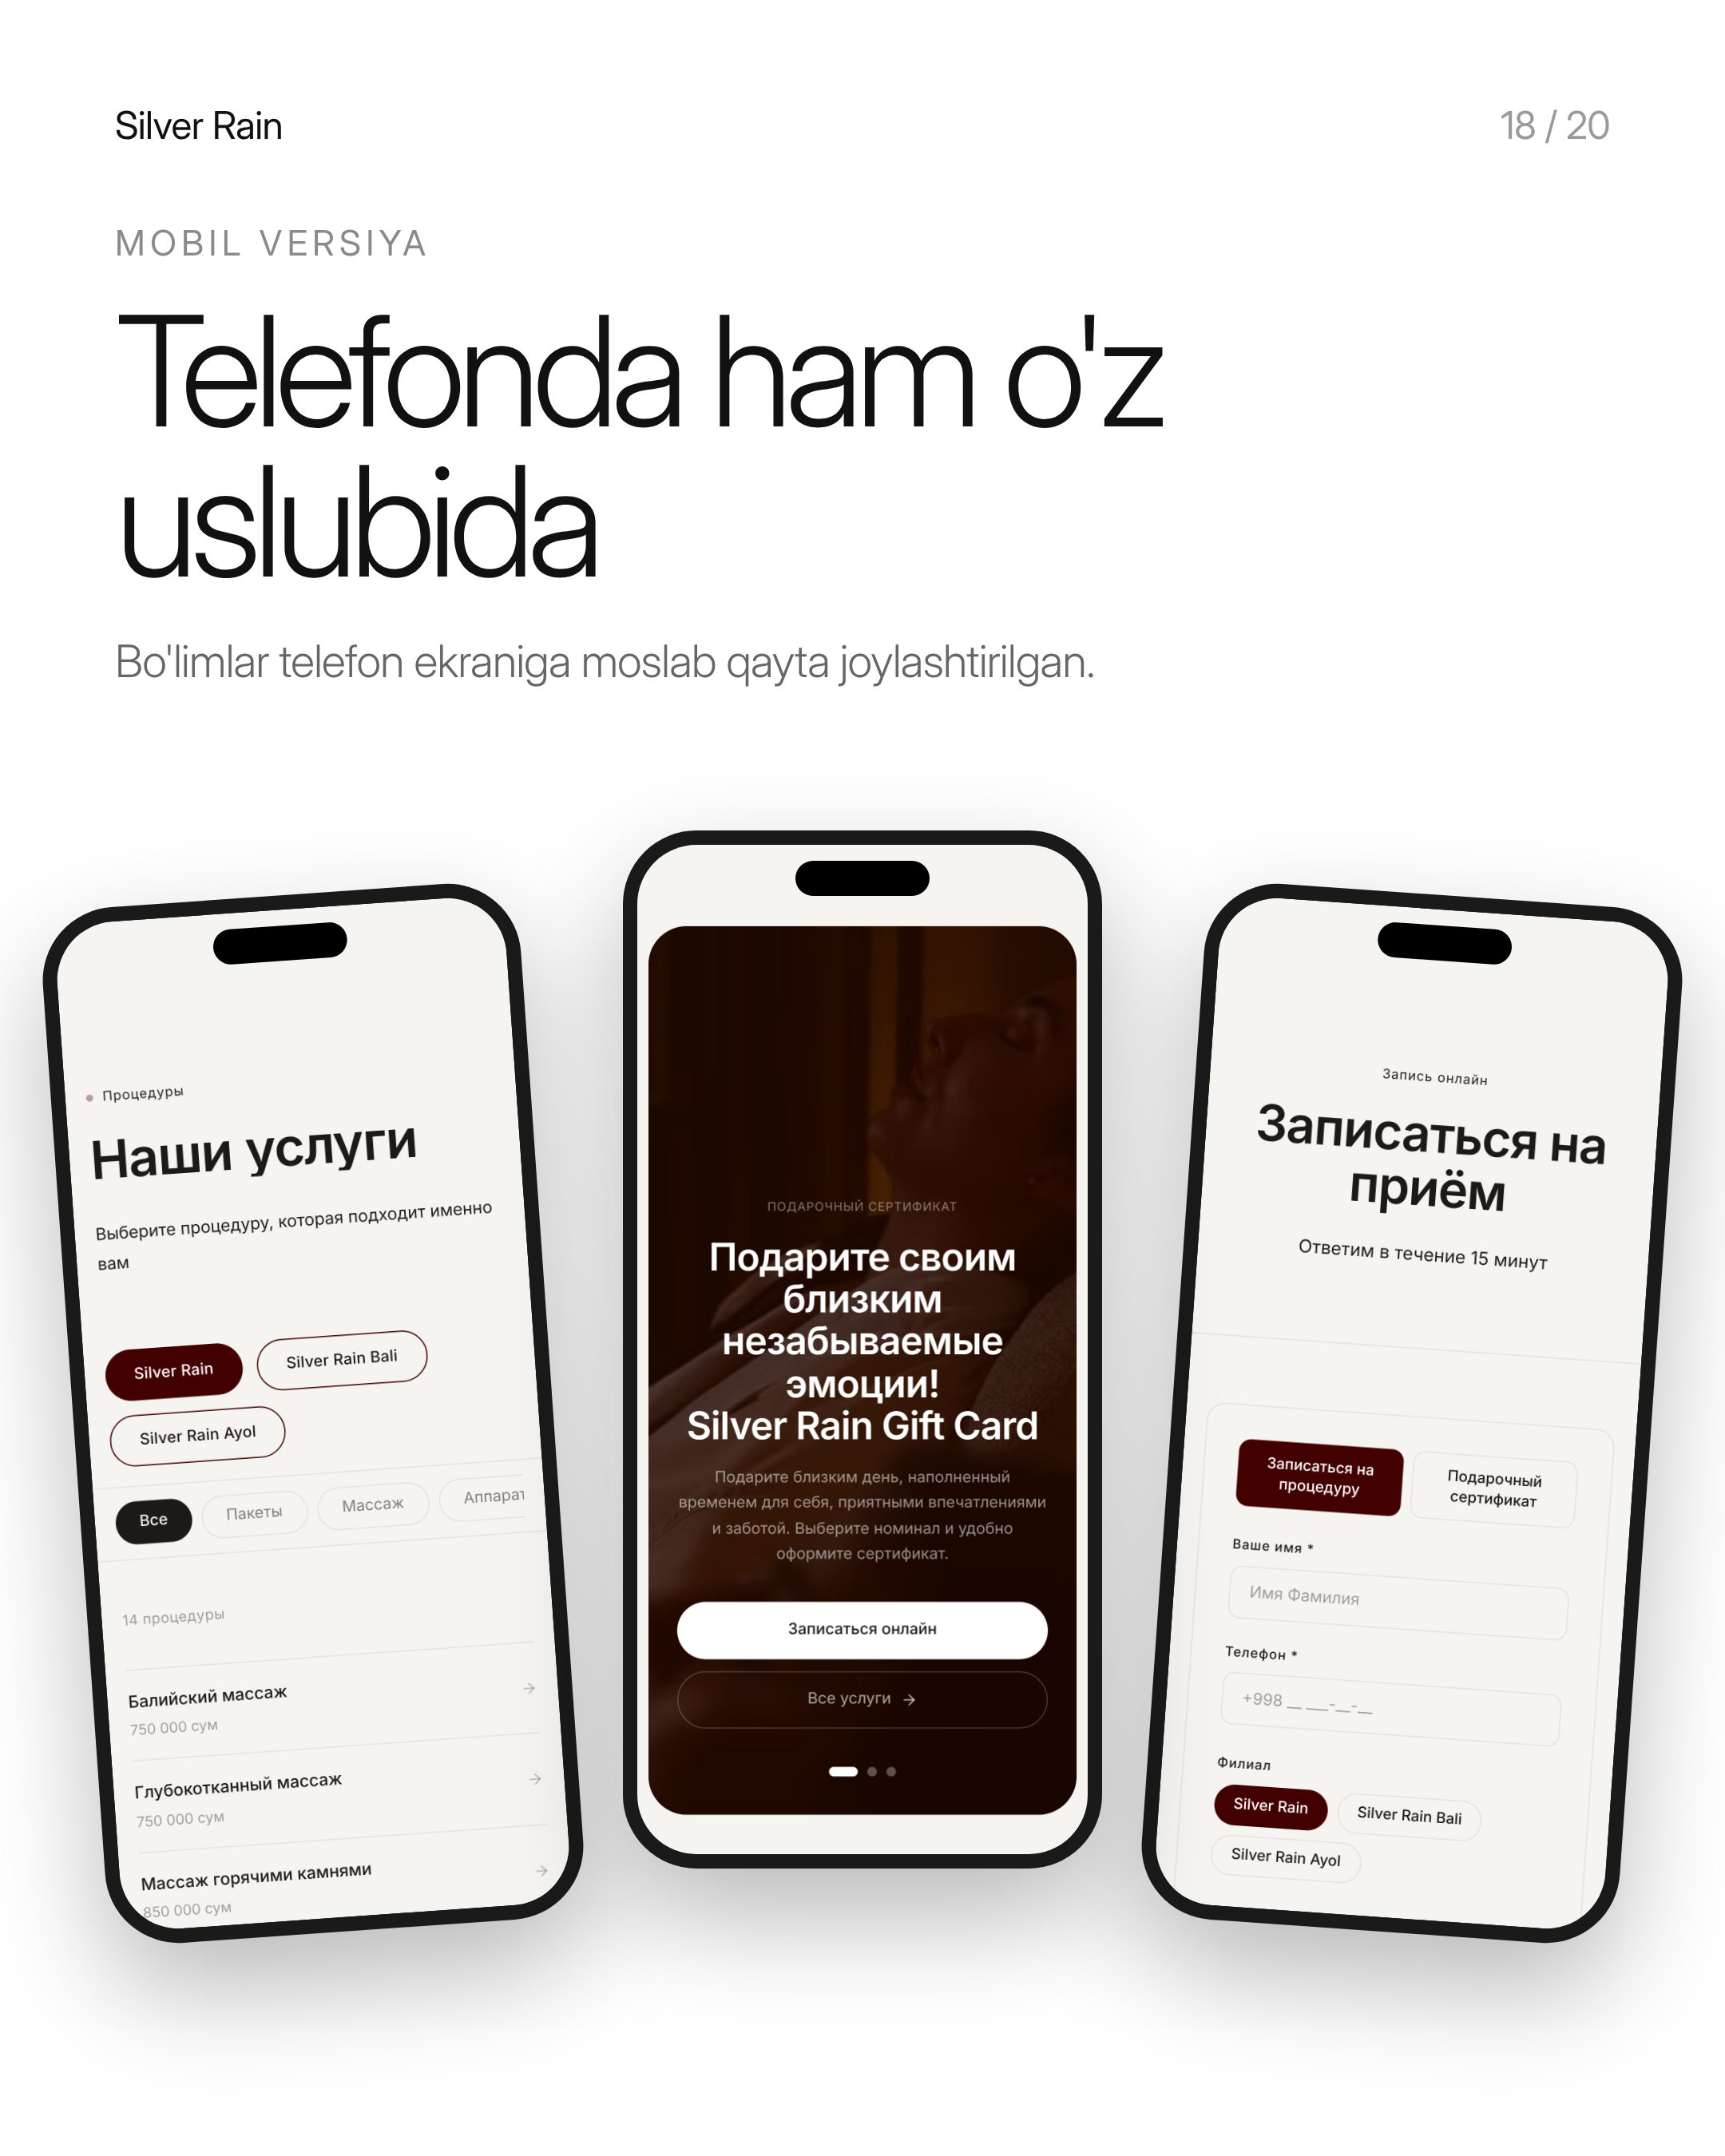 Silver Rain
18 / 20
MOBIL VERSIYA
Telefonda ham o'z
uslubida
Bo'limlar telefon ekraniga moslab qayta joylashtirilgan.
Процедуры
Наши услуги
Выберите процедуру, которая подходит именно
вам
Silver Rain
Silver Rain Bali
Silver Rain Ayol
Все
Пакеты
Массаж
Аппарат
14 процедуры
Балийский массаж
750 000 сум
Глубокотканный массаж
750 000 сум
Массаж горячими камнями
850 000 сум
ПОДАРОЧНЫЙ СЕРТИФИКАТ
Подарите своим
близким
незабываемые
эмоции!
Silver Rain Gift Card
Подарите близким день, наполненный
временем для себя, приятными впечатлениями
и заботой. Выберите номинал и удобно
оформите сертификат.
Записаться онлайн
Все услуги →
Запись онлайн
Записаться на
приём
Ответим в течение 15 минут
Записаться на
процедуру
Подарочный
сертификат
Ваше имя *
Имя Фамилия
Телефон *
+998 __ ___-__-__
Филиал
Silver Rain
Silver Rain Bali
Silver Rain Ayol